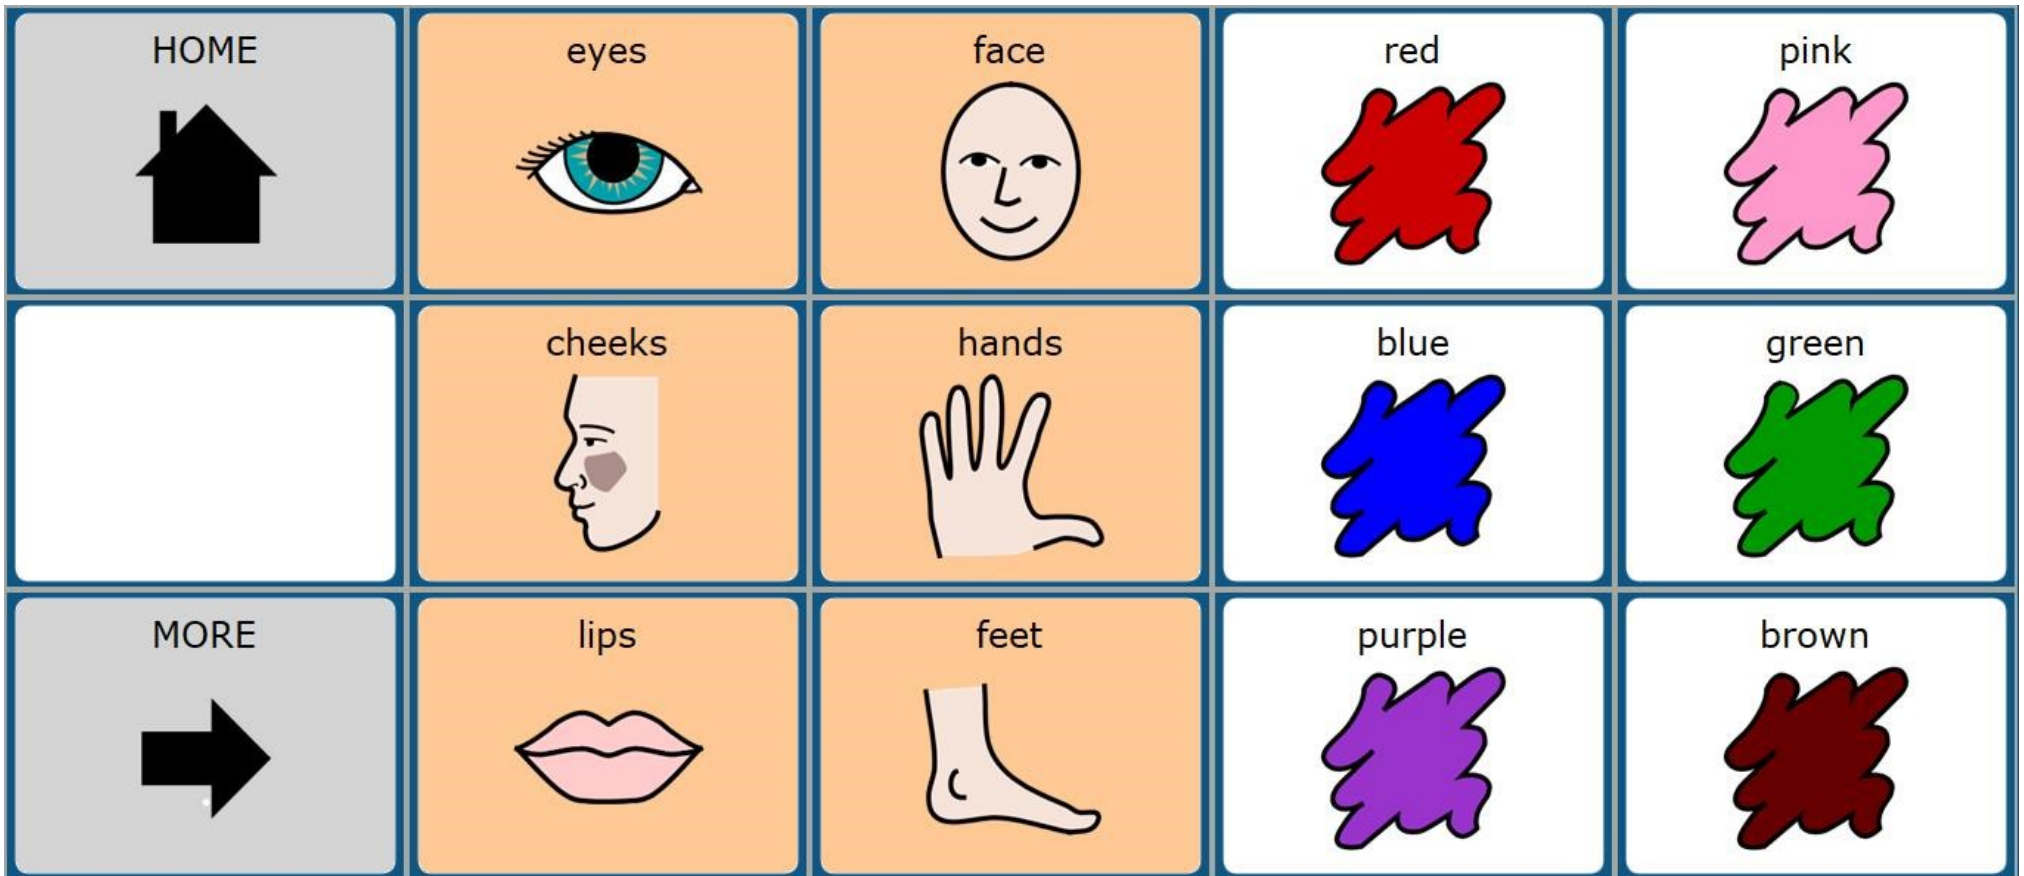 HOME
eyes
face
red
pink
cheeks
hands
blue
green
MORE
lips
feet
purple
brown